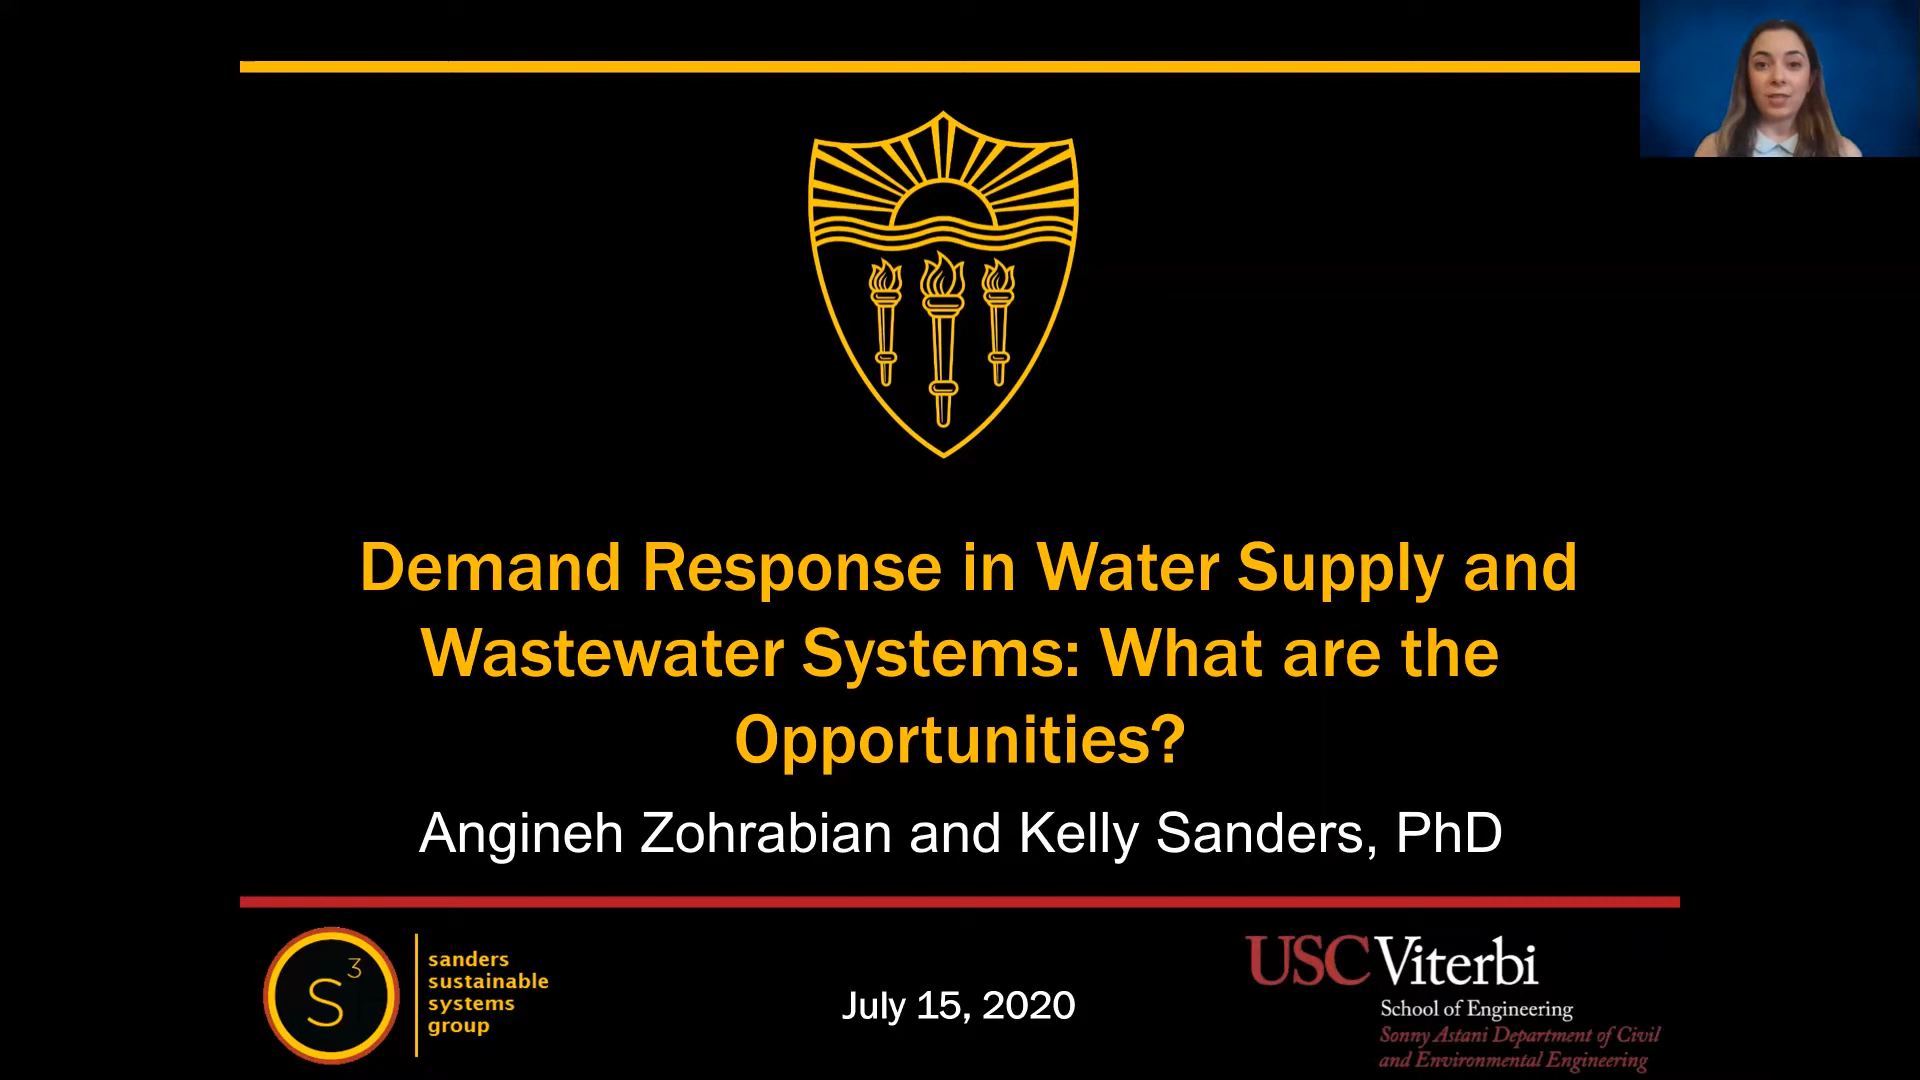 Demand Response in Water Supply and
Wastewater Systems: What are the
Opportunities?
Angineh Zohrabian and Kelly Sanders, PhD
S3
sanders
sustainable
systems
group
July 15, 2020
USC Viterbi
School of Engineering
Sonny Astani Department of Civil
and Environmental Engineering